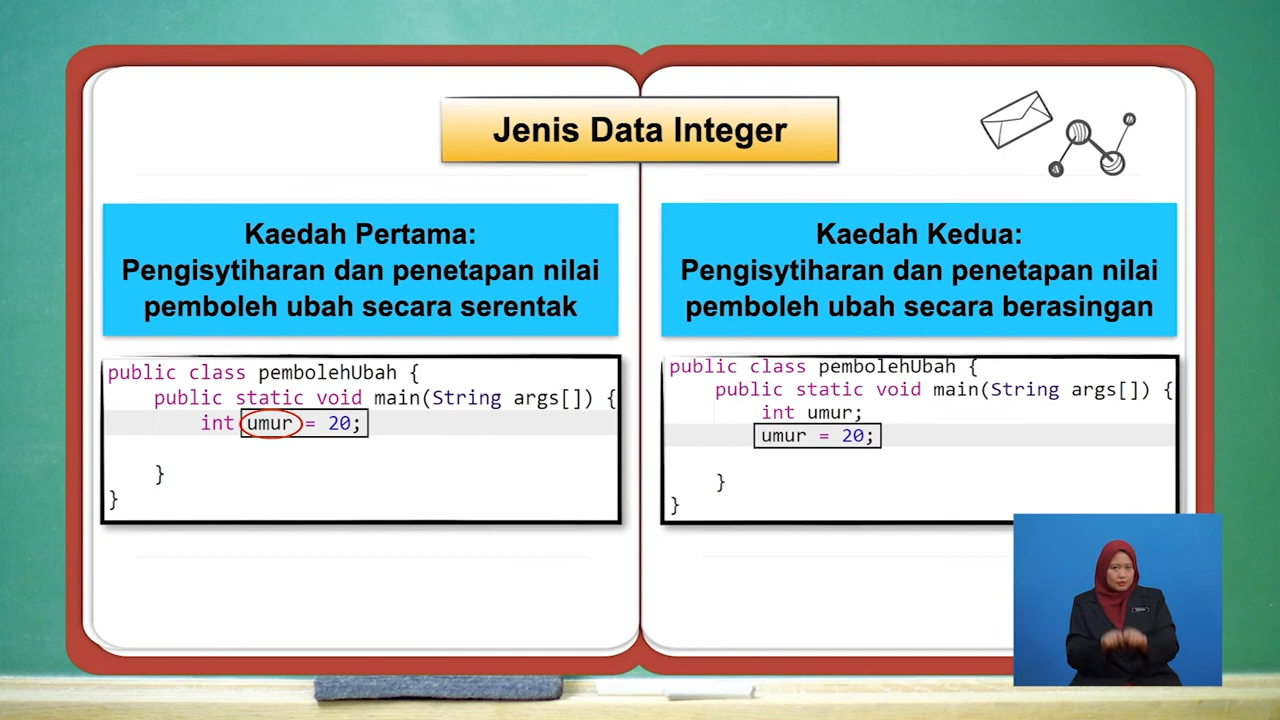 Jenis Data Integer
Kaedah Pertama:
Pengisytiharan dan penetapan nilai
pemboleh ubah secara serentak
public class pembolehUbah {
public static void main(String args[]) {
int umur = 20;
}
}
Kaedah Kedua:
Pengisytiharan dan penetapan nilai
pemboleh ubah secara berasingan
public class pembolehUbah {
public static void main(String args[]) {
int umur;
umur = 20;
}
}